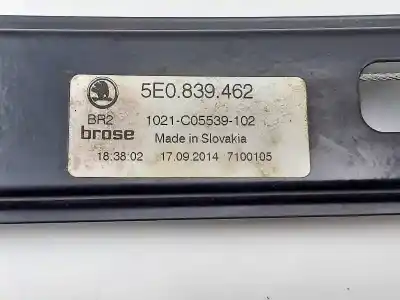 5E0.839.462
BR2 1021-C05539-102
brose Made in Slovakia
18:38:02 17.09.2014 7100105